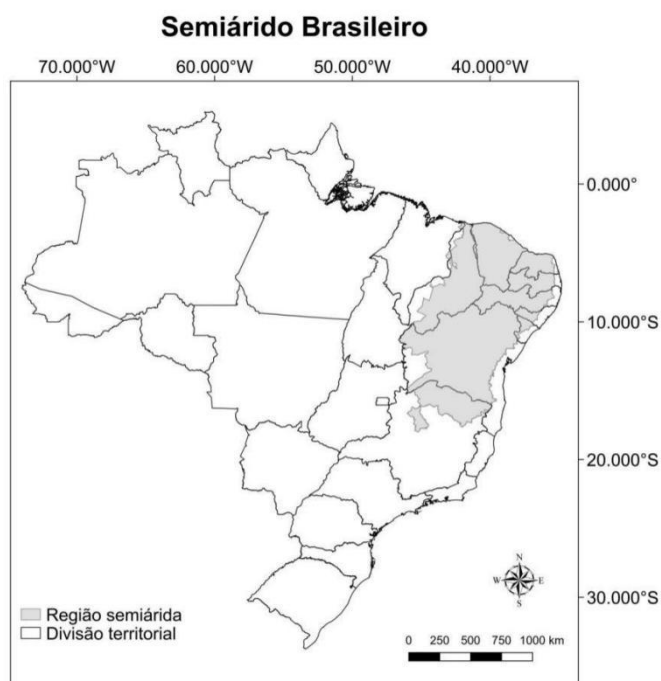 Semiárido Brasileiro
70.000°W 60.000°W 50.000°W 40.000°W
0.000°
10.000°S
20.000°S
30.000°S
N
W E
S
Região semiárida
Divisão territorial
0 250 500 750 1000 km